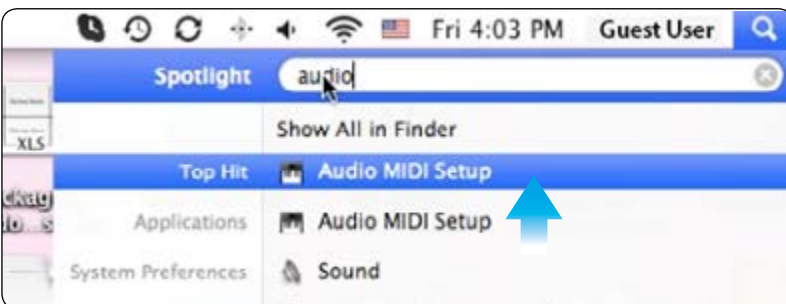 Fri 4:03 PM Guest User
Spotlight audio
Show All in Finder
XLS
Top Hit Audio MIDI Setup
Applications Audio MIDI Setup
System Preferences Sound